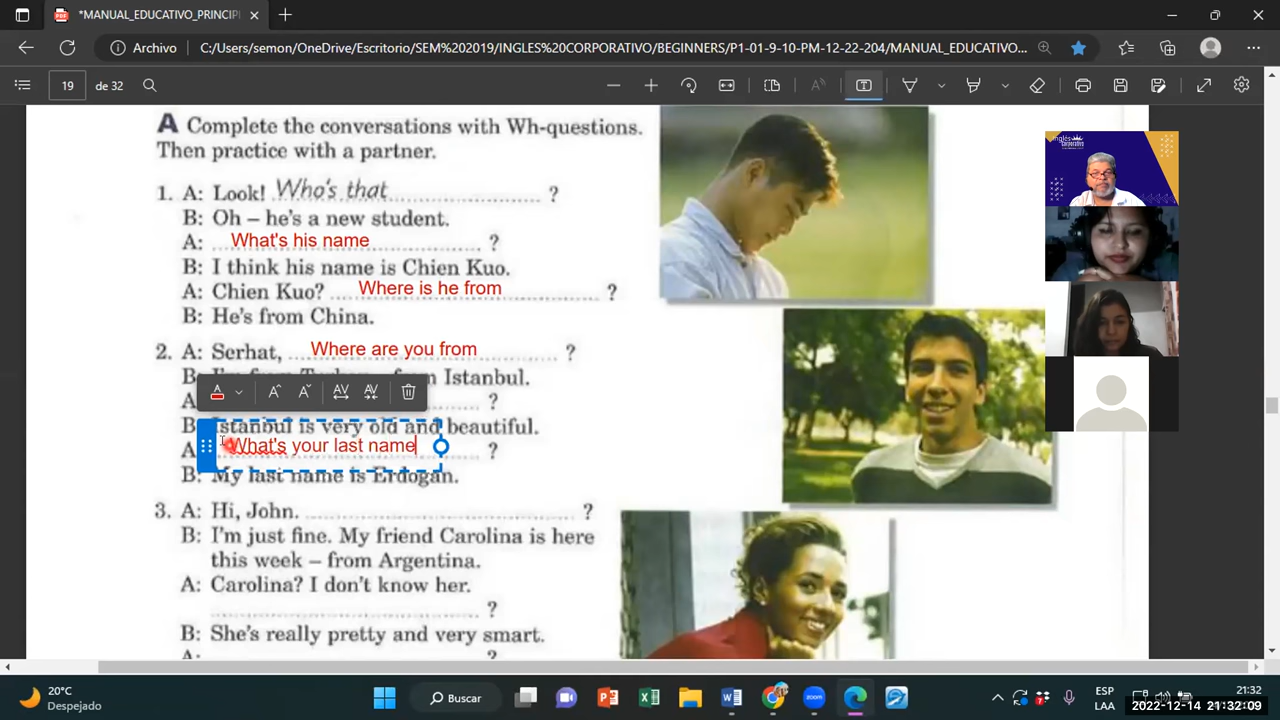 *MANUAL_EDUCATIVO_PRINCIPI
Archivo
C:/Users/semon/OneDrive/Escritorio/SEM%202019/INGLES%20CORPORATIVO/BEGINNERS/P1-01-9-10-PM-12-22-204/MANUAL_EDUCATIVO...
19 de 32
A Complete the conversations with Wh-questions.
Then practice with a partner.
1. A: Look! Who's that ?
B: Oh – he's a new student.
A: What's his name ?
B: I think his name is Chien Kuo.
A: Chien Kuo? Where is he from ?
B: He's from China.
2. A: Serhat, Where are you from ?
Istanbul.
A ?
B Istanbul is very old and beautiful.
A What's your last name ?
B: My last name is Erdogan.
3. A: Hi, John. ?
B: I'm just fine. My friend Carolina is here
this week – from Argentina.
A: Carolina? I don't know her.
?
B: She's really pretty and very smart.
?
20°C
Despejado
Buscar
ESP
LAA
21:32
2022-12-14 21:32:09